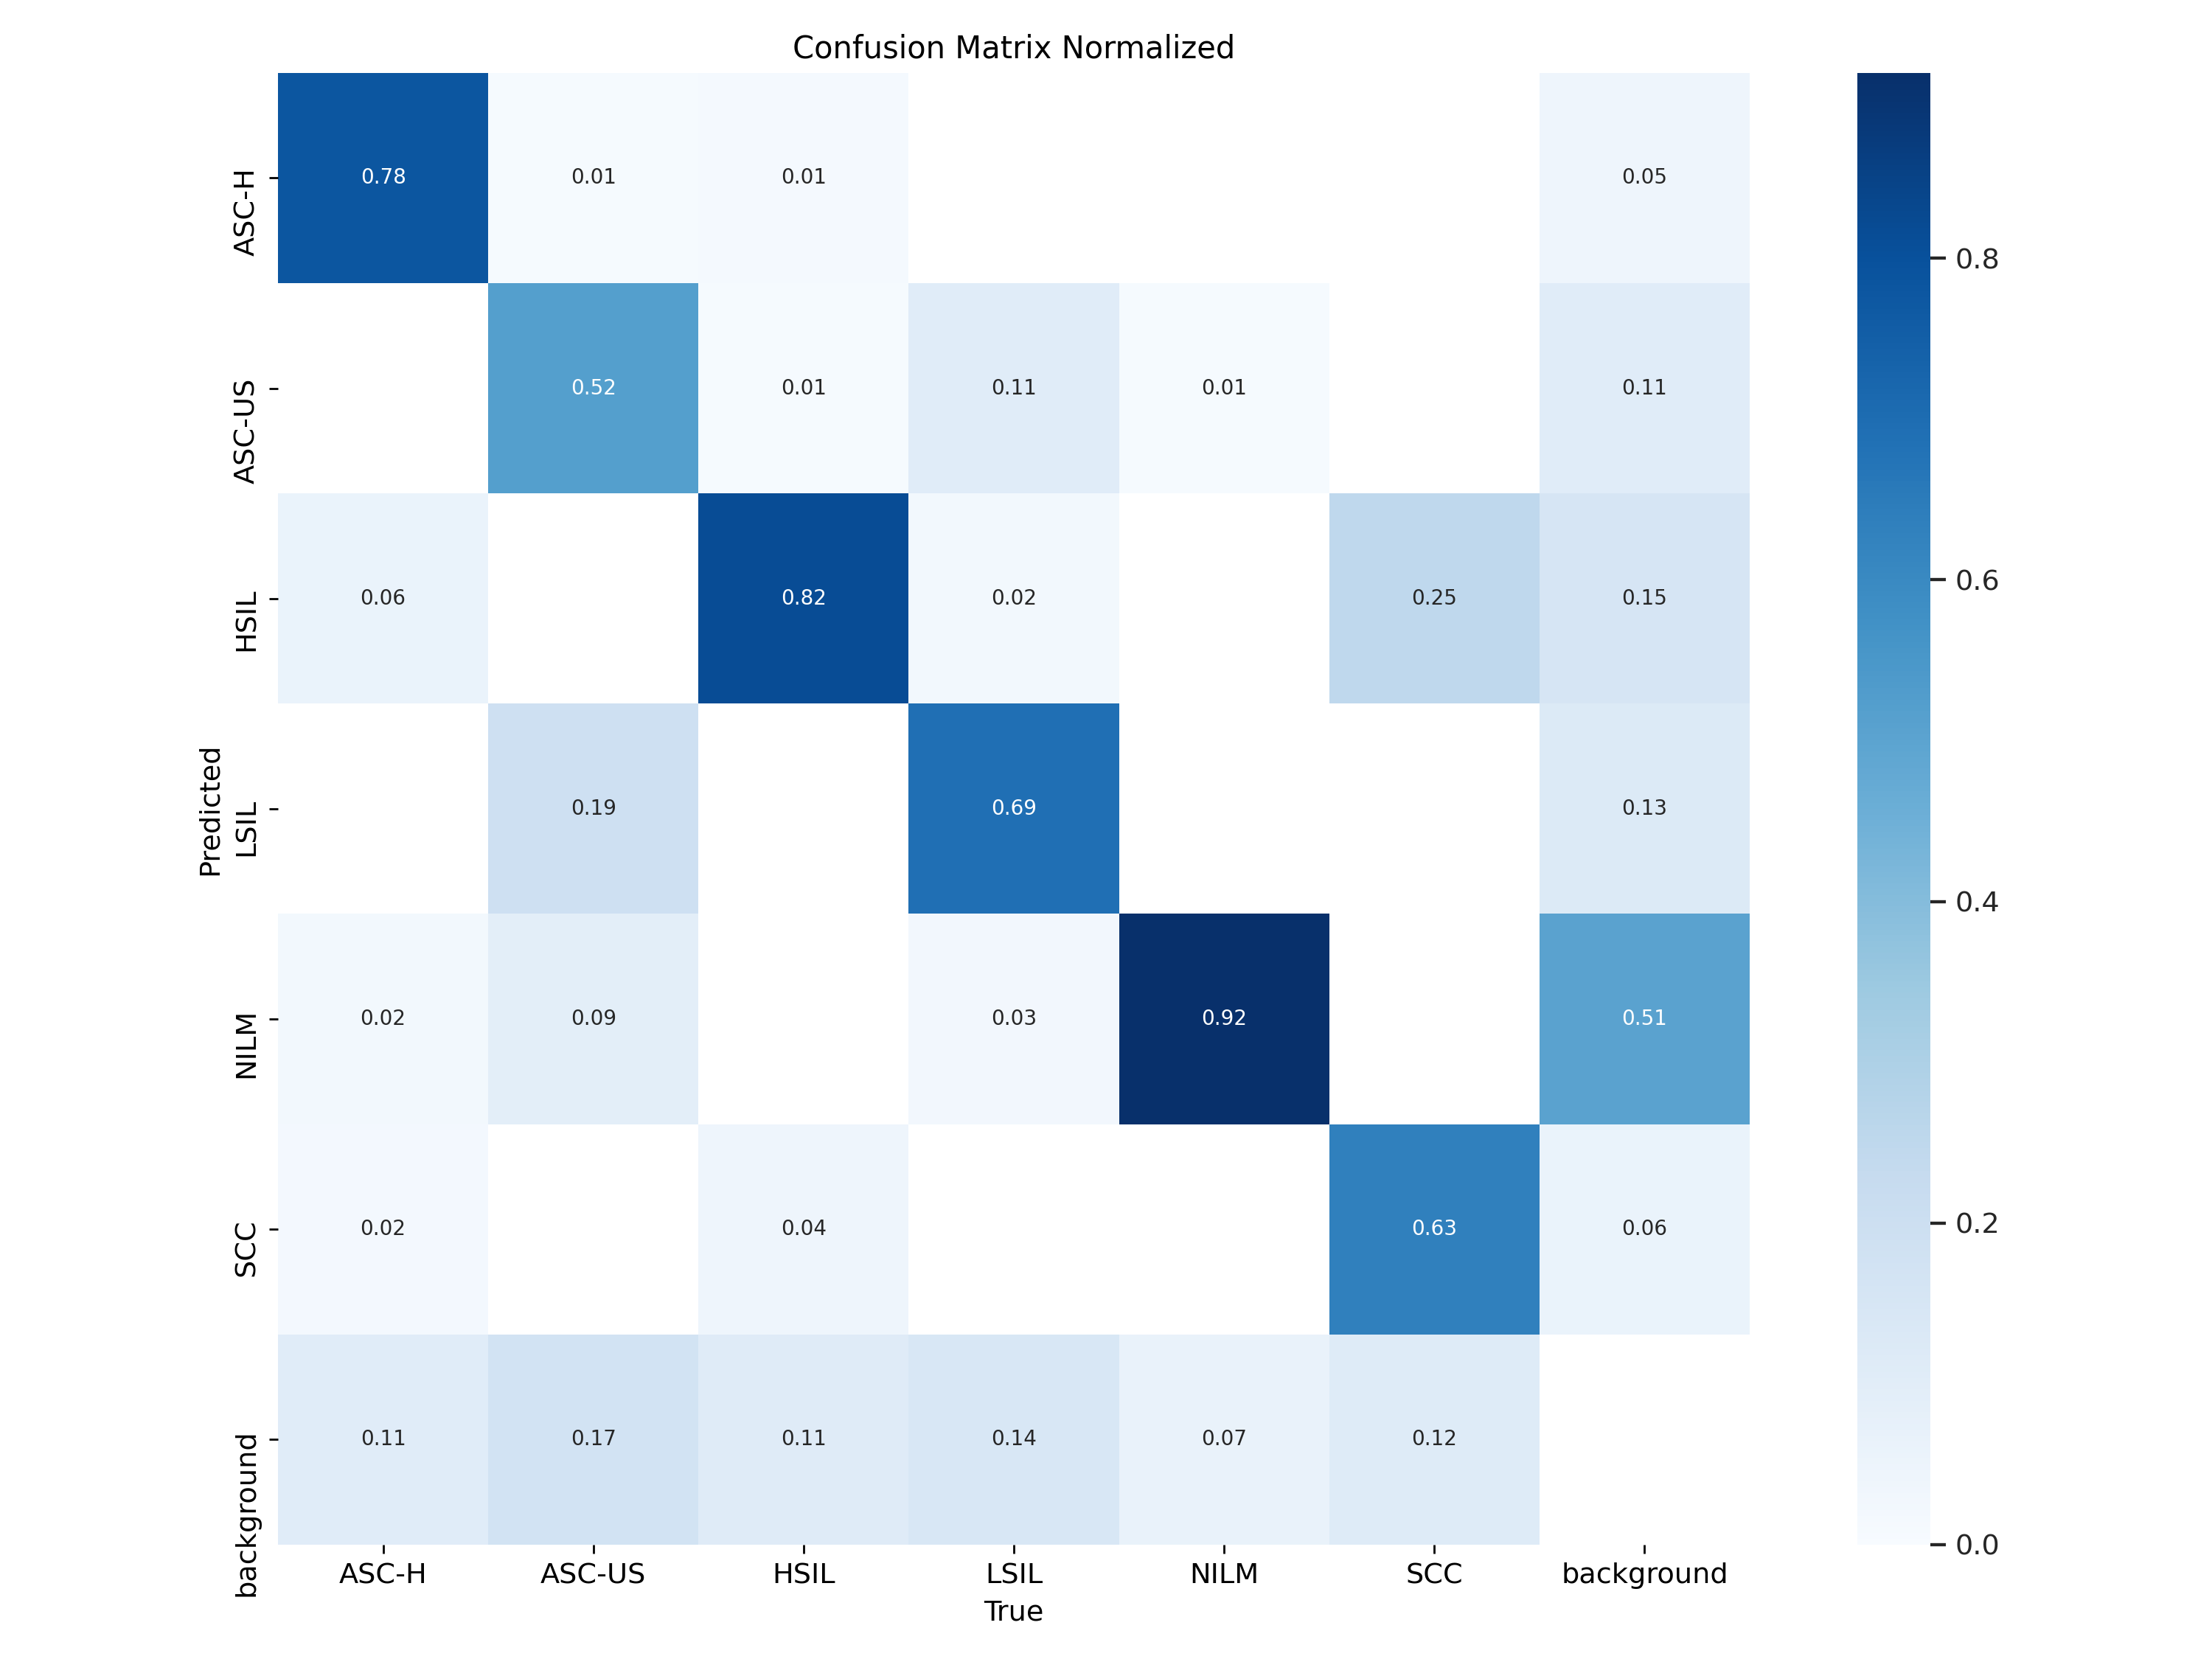 Confusion Matrix Normalized
ASC-H 0.78 0.01 0.01 0.05
ASC-US 0.52 0.01 0.11 0.01 0.11
HSIL 0.06 0.82 0.02 0.25 0.15
LSIL 0.19 0.69 0.13
NILM 0.02 0.09 0.03 0.92 0.51
SCC 0.02 0.04 0.63 0.06
background 0.11 0.17 0.11 0.14 0.07 0.12
Predicted
ASC-H ASC-US HSIL LSIL NILM SCC background
True
0.8
0.6
0.4
0.2
0.0